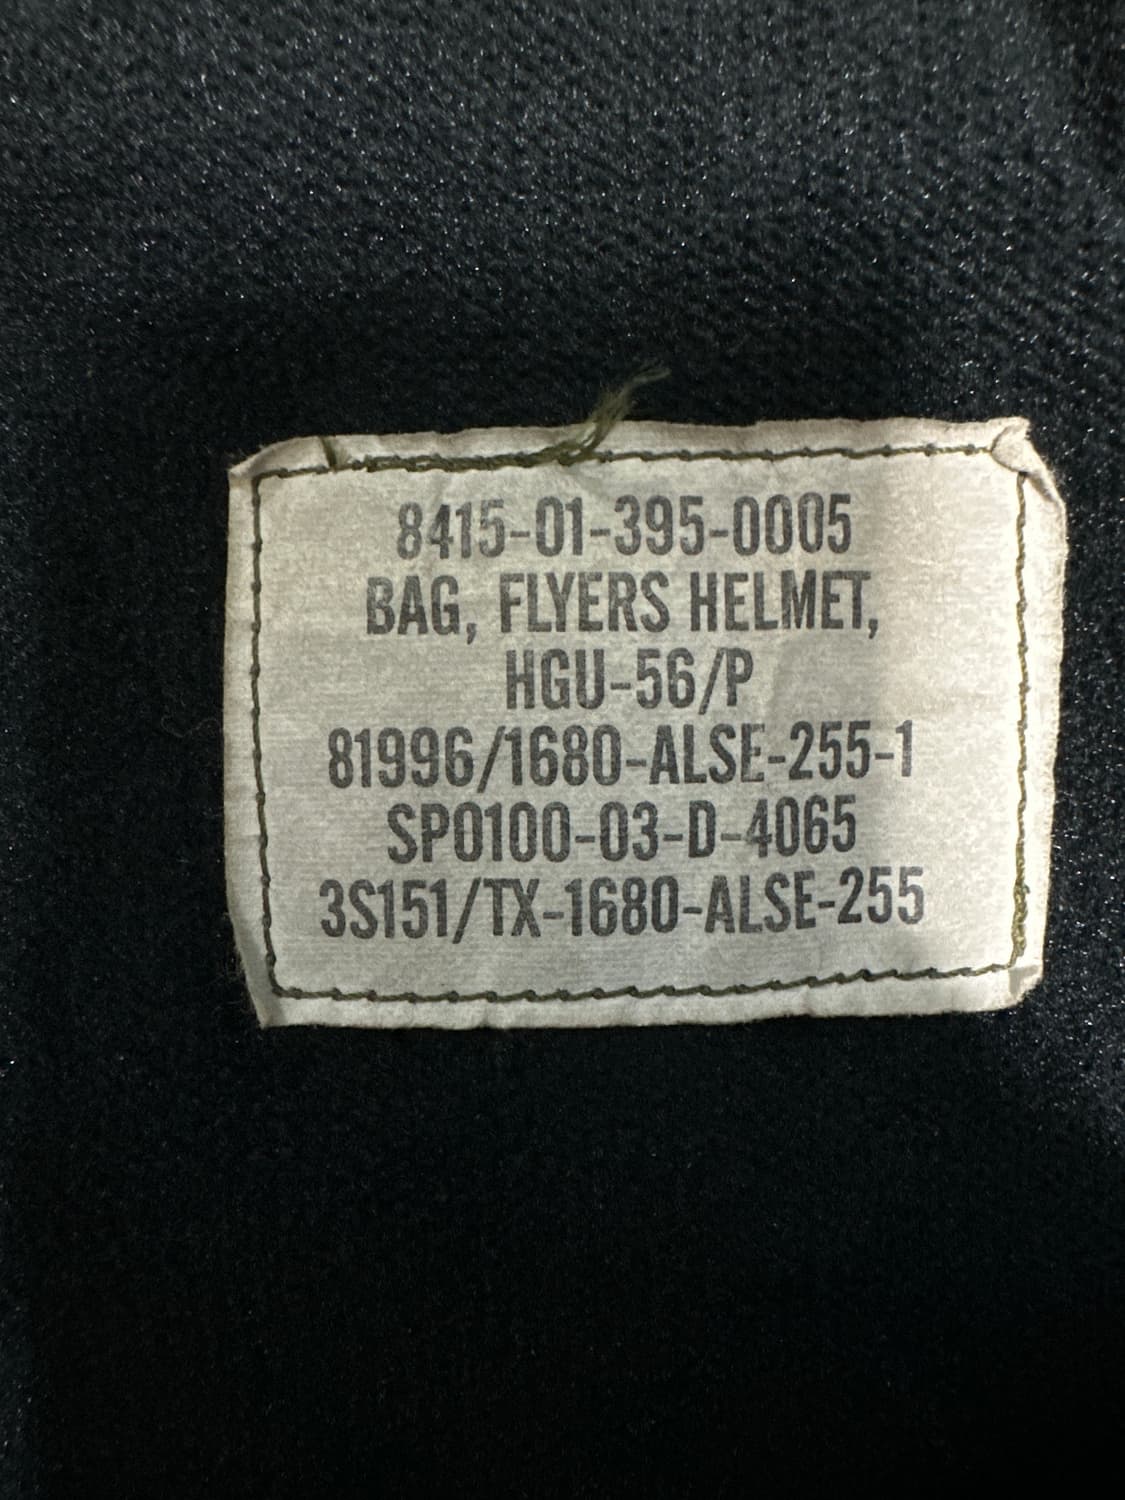 8415-01-395-0005
BAG, FLYERS HELMET,
HGU-56/P
81996/1680-ALSE-255-1
SPO100-03-D-4065
3S151/TX-1680-ALSE-255